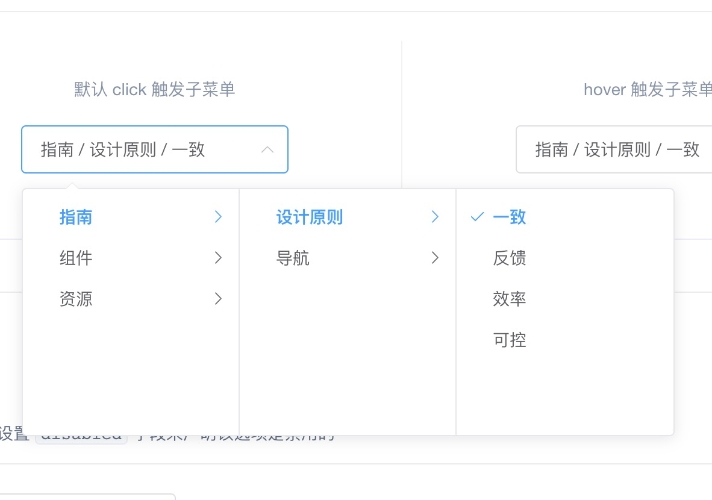 默认 click 触发子菜单
hover 触发子菜单
指南 / 设计原则 / 一致
指南 / 设计原则 / 一致
指南
组件
资源
设计原则
导航
一致
反馈
效率
可控
设置 disabled